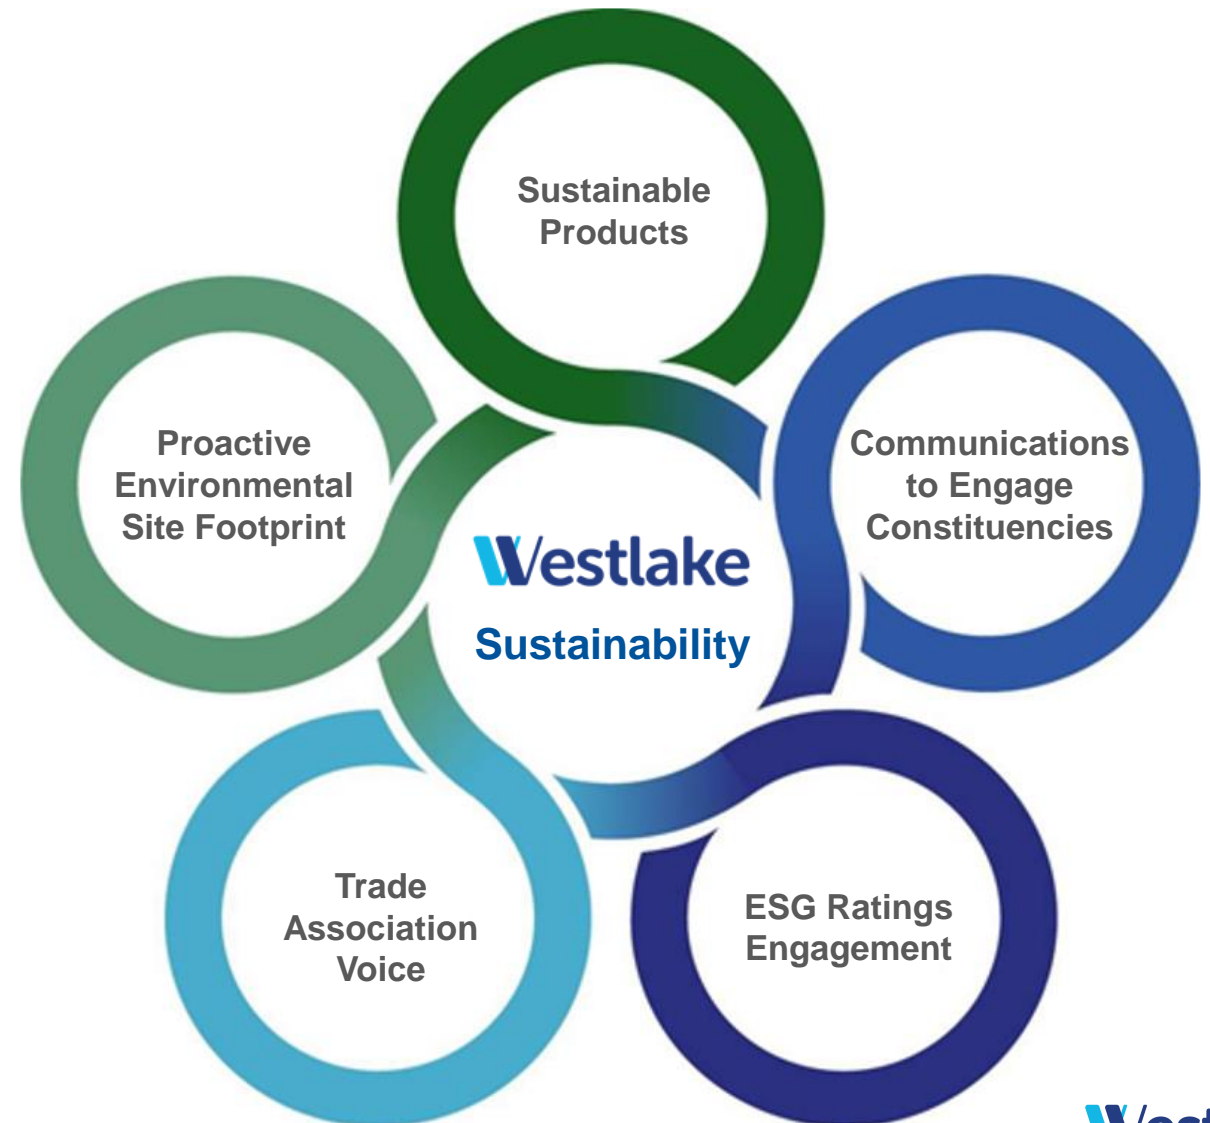 Sustainable
Products
Proactive
Environmental
Site Footprint
Communications
to Engage
Constituencies
Westlake
Sustainability
Trade
Association
Voice
ESG Ratings
Engagement